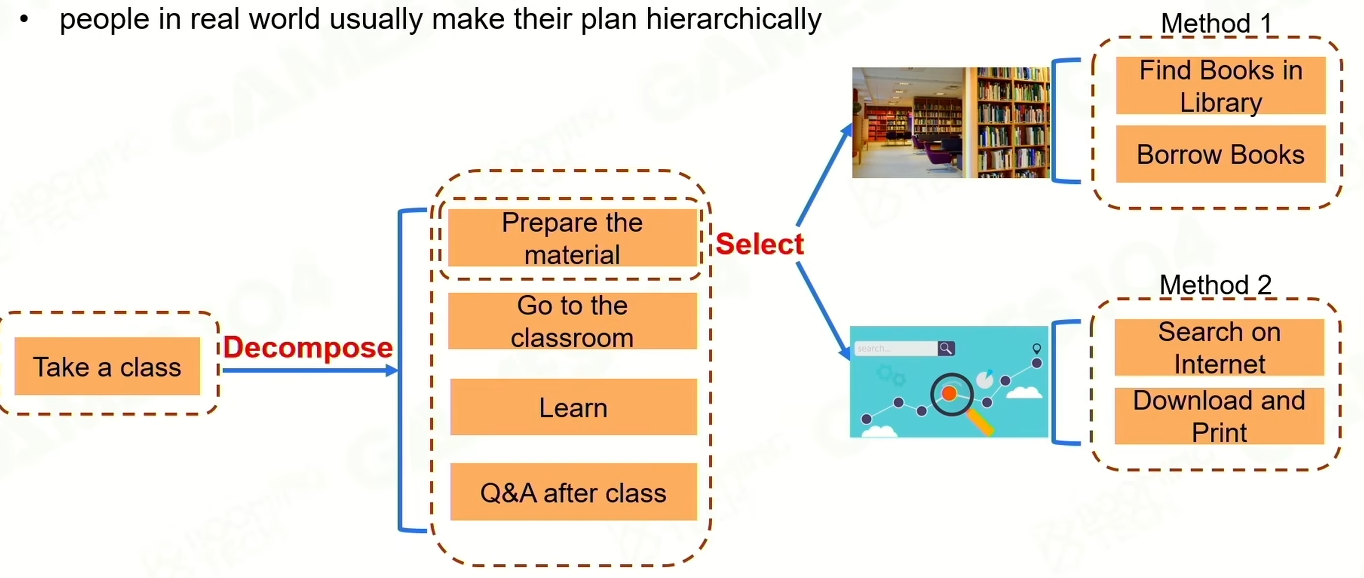 • people in real world usually make their plan hierarchically
Take a class
Decompose
Prepare the
material
Go to the
classroom
Learn
Q&A after class
Select
Method 1
Find Books in
Library
Borrow Books
search...
Method 2
Search on
Internet
Download and
Print